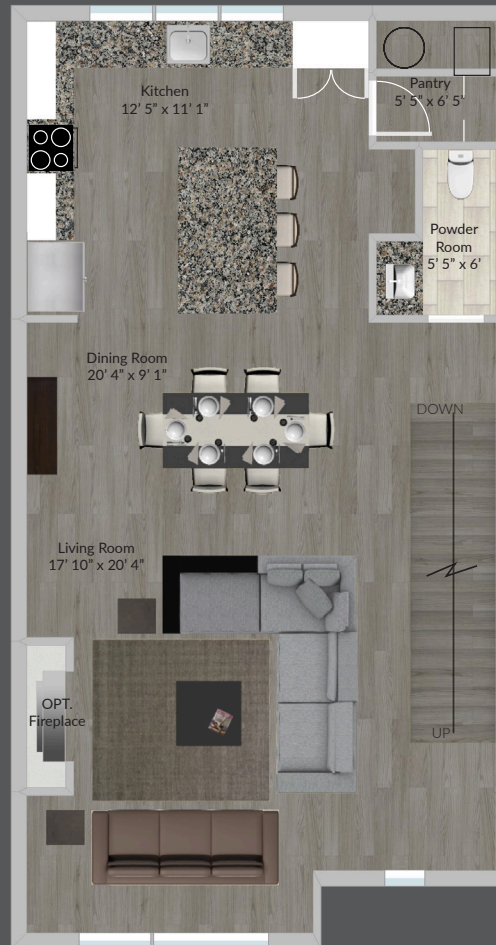 Kitchen
12’ 5” x 11’ 1”
Pantry
5’ 5” x 6’ 5’
Powder
Room
5’ 5” x 6’
Dining Room
20’ 4” x 9’ 1”
DOWN
Living Room
17’ 10” x 20’ 4”
OPT.
Fireplace
UP